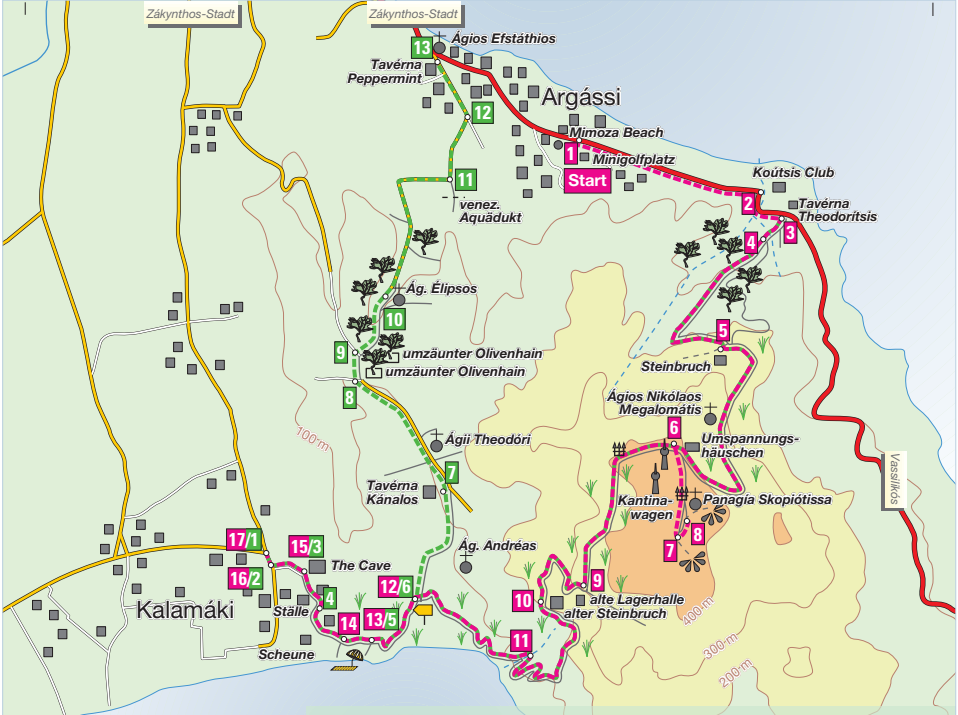 Zákynthos-Stadt
Zákynthos-Stadt
13
Ágios Efstáthios
Tavérna
Peppermint
Argássi
12
Mimoza Beach
1
Minigolfplatz
Start
Koútsis Club
11
venez.
Aquädukt
2
Tavérna
Theodorítsis
3
4
Ág. Élipsos
10
5
9
umzäunter Olivenhain
umzäunter Olivenhain
Steinbruch
8
Ágios Nikólaos
Megalomátis
100 m
6
Umspannungs-
häuschen
Ágii Theodóri
7
Tavérna
Kánalos
Kantina-
wagen
Panagía Skopiótissa
8
7
Vassilikós
17/1
15/3
The Cave
Ág. Andréas
16/2
12/6
9
4
10
alte Lagerhalle
alter Steinbruch
Kalamáki
Ställe
14
13/5
11
Scheune
400 m
300 m
200 m